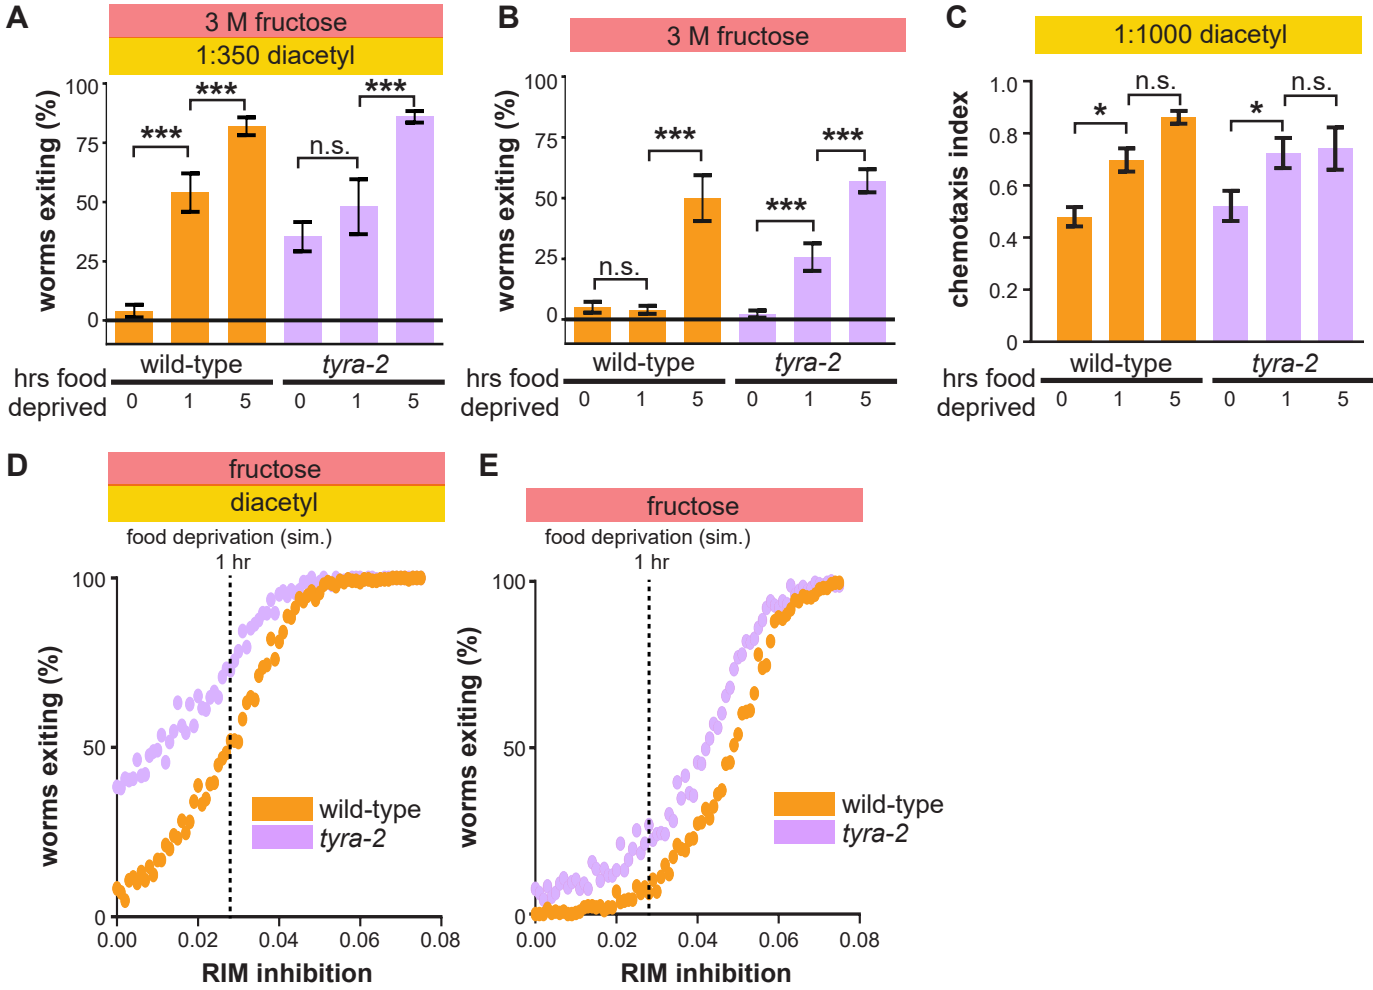 A
3 M fructose
1:350 diacetyl
worms exiting (%)
100
75
50
25
0
***
***
n.s.
***
wild-type
tyra-2
hrs food
deprived
0 1 5 0 1 5
B
3 M fructose
worms exiting (%)
100
75
50
25
0
n.s.
***
***
***
wild-type
tyra-2
hrs food
deprived
0 1 5 0 1 5
C
1:1000 diacetyl
chemotaxis index
1.0
0.8
0.6
0.4
0.2
0
*
n.s.
*
n.s.
wild-type
tyra-2
hrs food
deprived
0 1 5 0 1 5
D
fructose
diacetyl
food deprivation (sim.)
1 hr
worms exiting (%)
100
50
0
wild-type
tyra-2
0.00 0.02 0.04 0.06 0.08
RIM inhibition
E
fructose
food deprivation (sim.)
1 hr
worms exiting (%)
100
50
0
wild-type
tyra-2
0.00 0.02 0.04 0.06 0.08
RIM inhibition